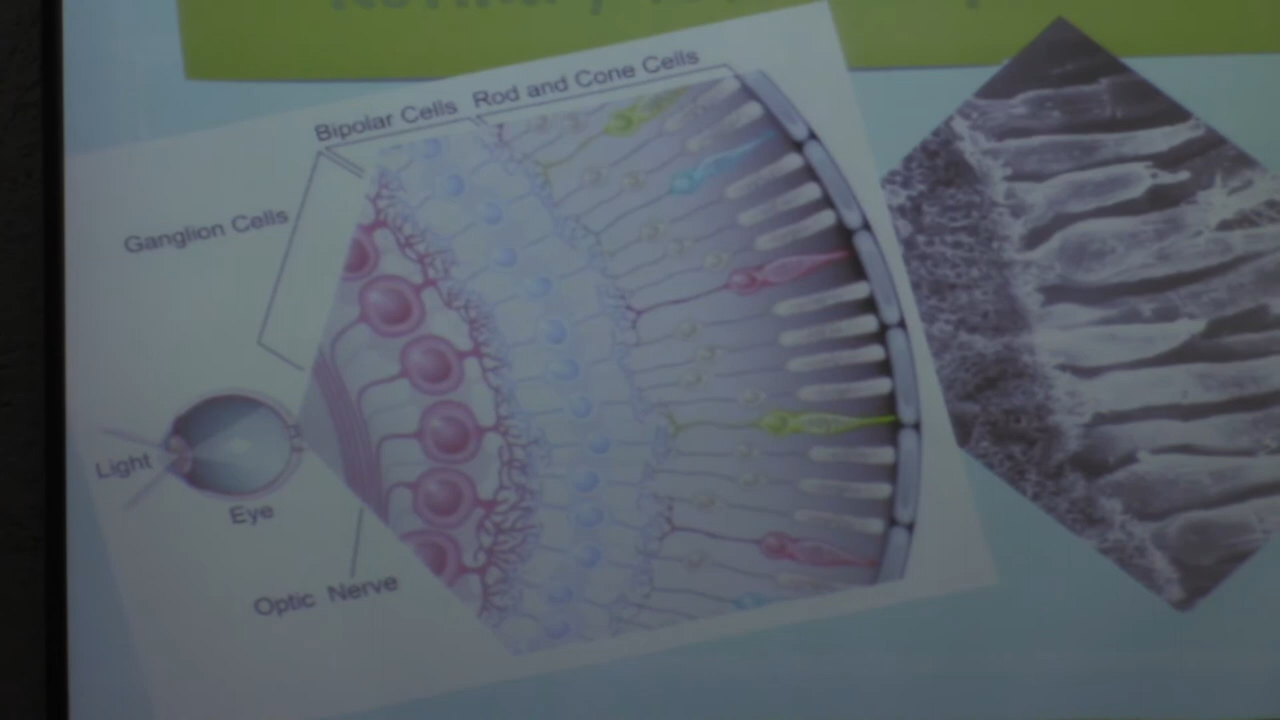 Rod and Cone Cells
Bipolar Cells
Ganglion Cells
Light
Eye
Optic Nerve